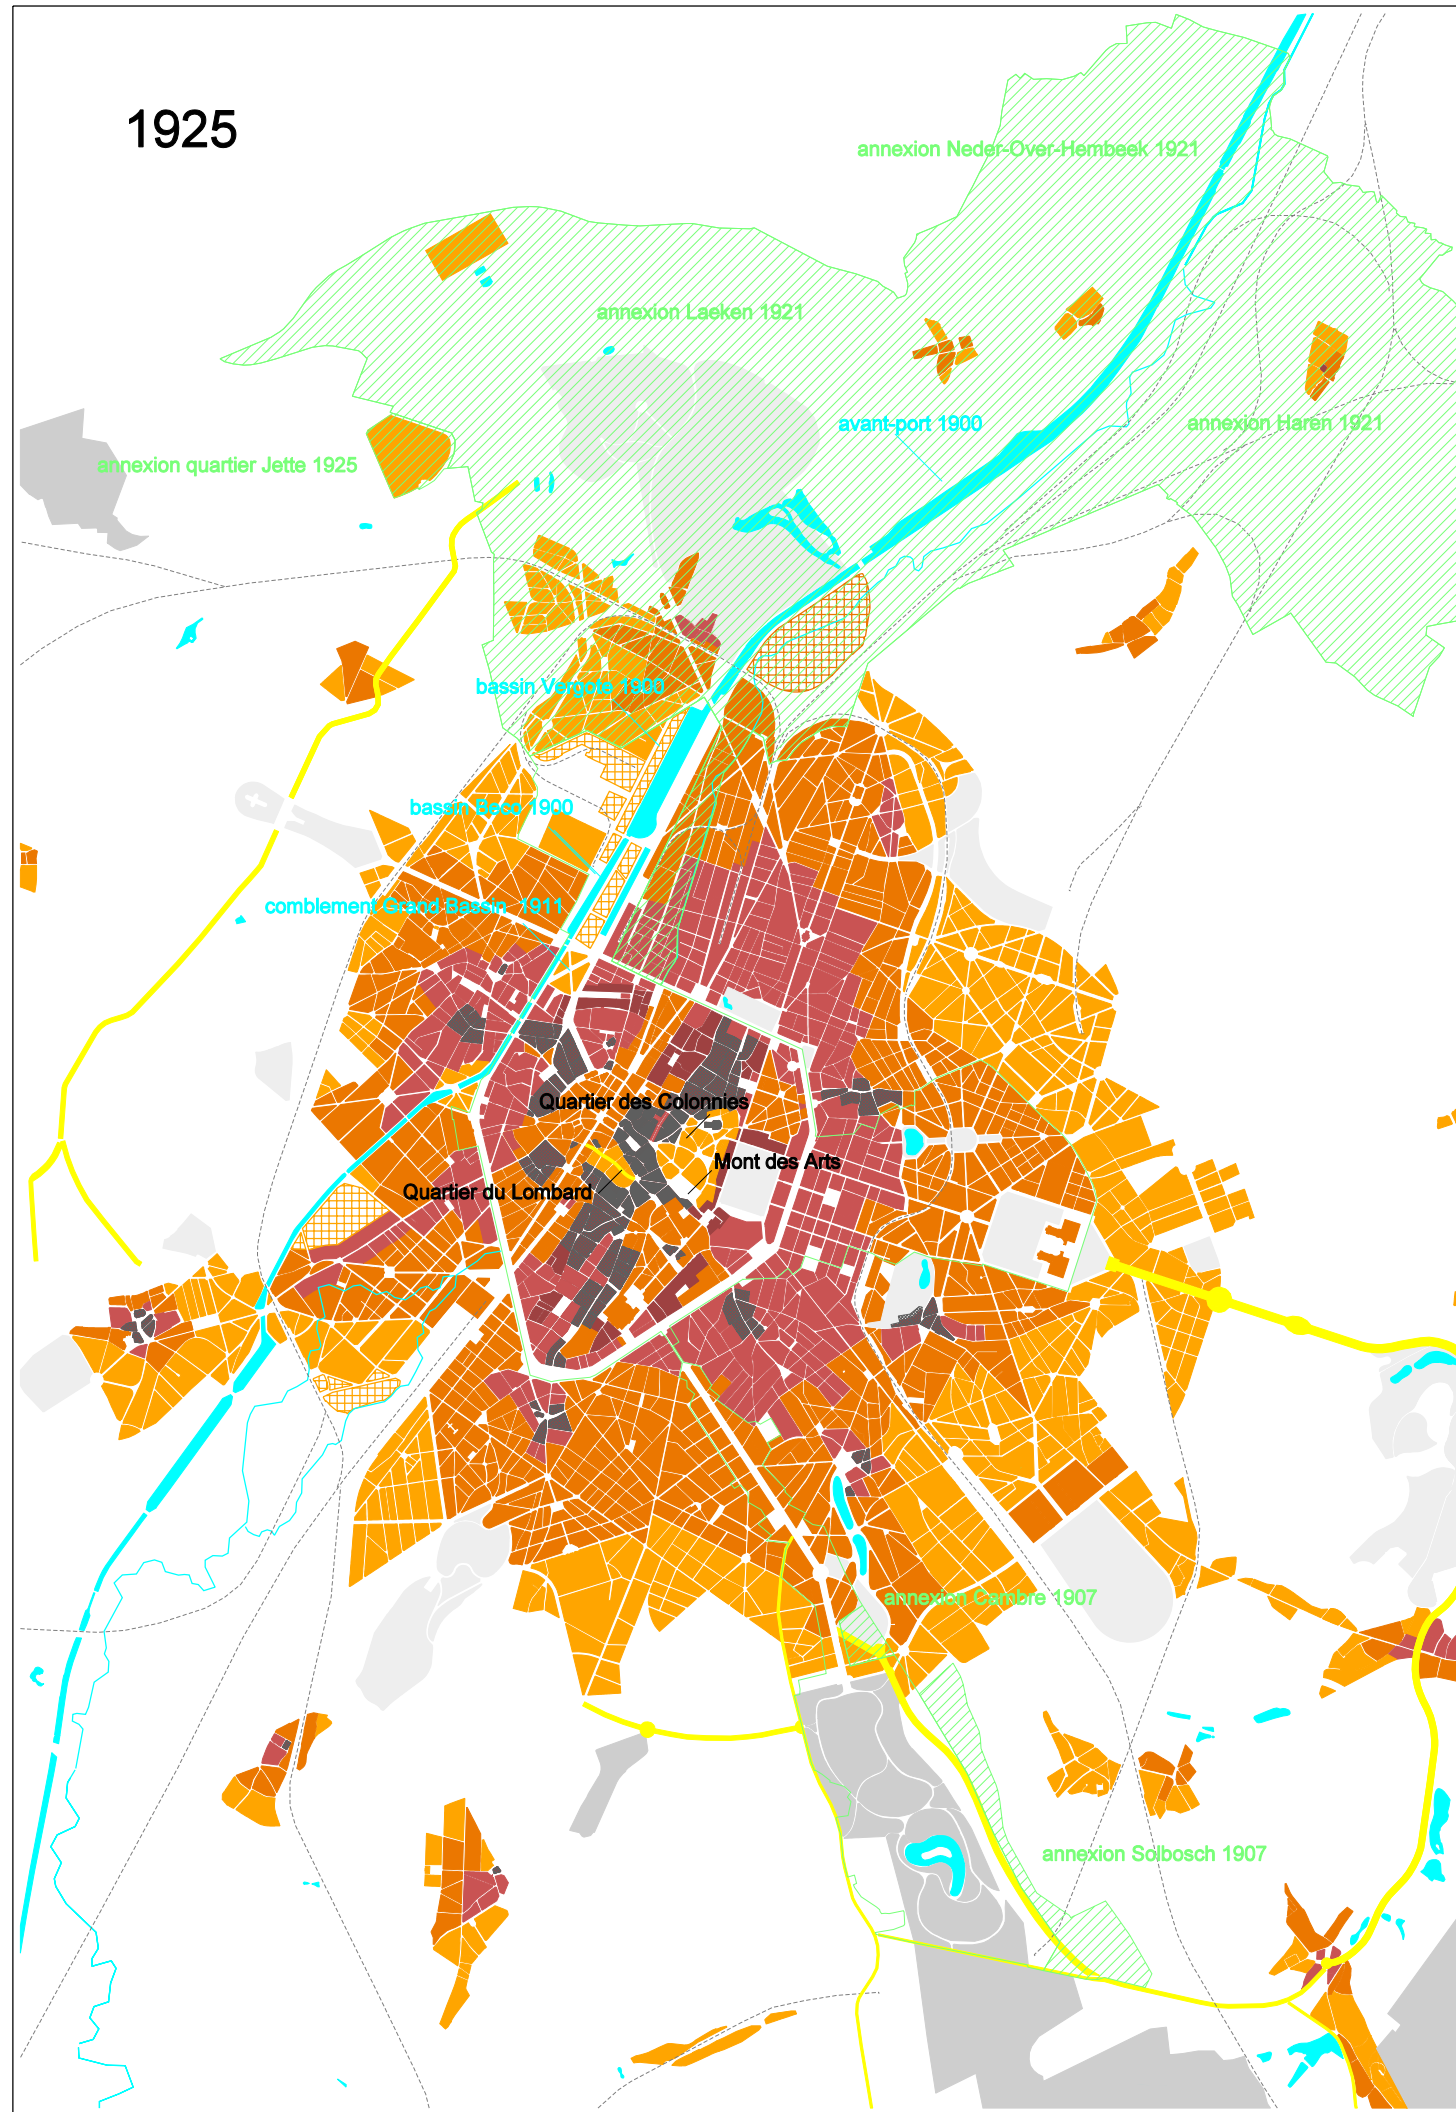 1925
annexion Neder-Over-Hembeek 1921
annexion Laeken 1921
avant-port 1900
annexion Haren 1921
annexion quartier Jette 1925
bassin Vergote 1900
bassin Beco 1900
comblement Grand Bassin 1911
Quartier des Colonnies
Mont des Arts
Quartier du Lombard
annexion Cambre 1907
annexion Solbosch 1907